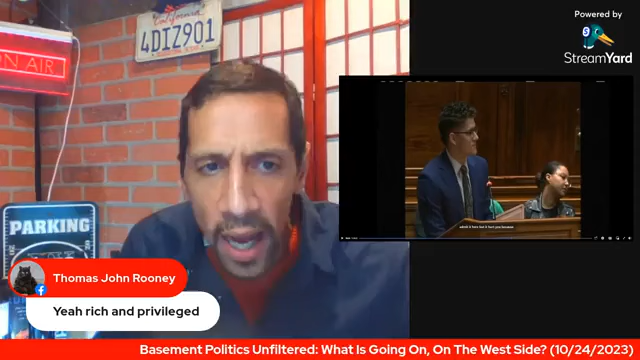 Powered by
StreamYard
California
4DIZ901
ON AIR
PARKING
Thomas John Rooney
Yeah rich and privileged
Basement Politics Unfiltered: What Is Going On, On The West Side? (10/24/2023)